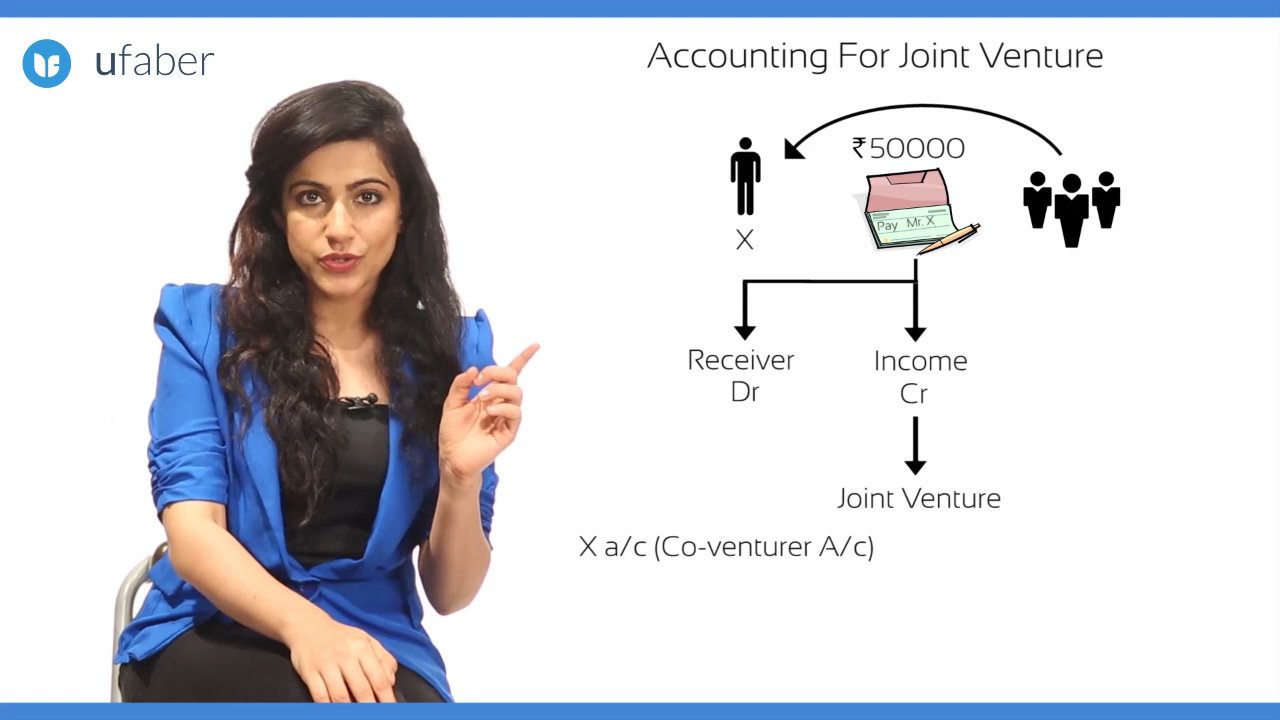 ufaber
Accounting For Joint Venture
₹50000
Pay Mr. X
X
Receiver
Dr
Income
Cr
Joint Venture
X a/c (Co-venturer A/c)